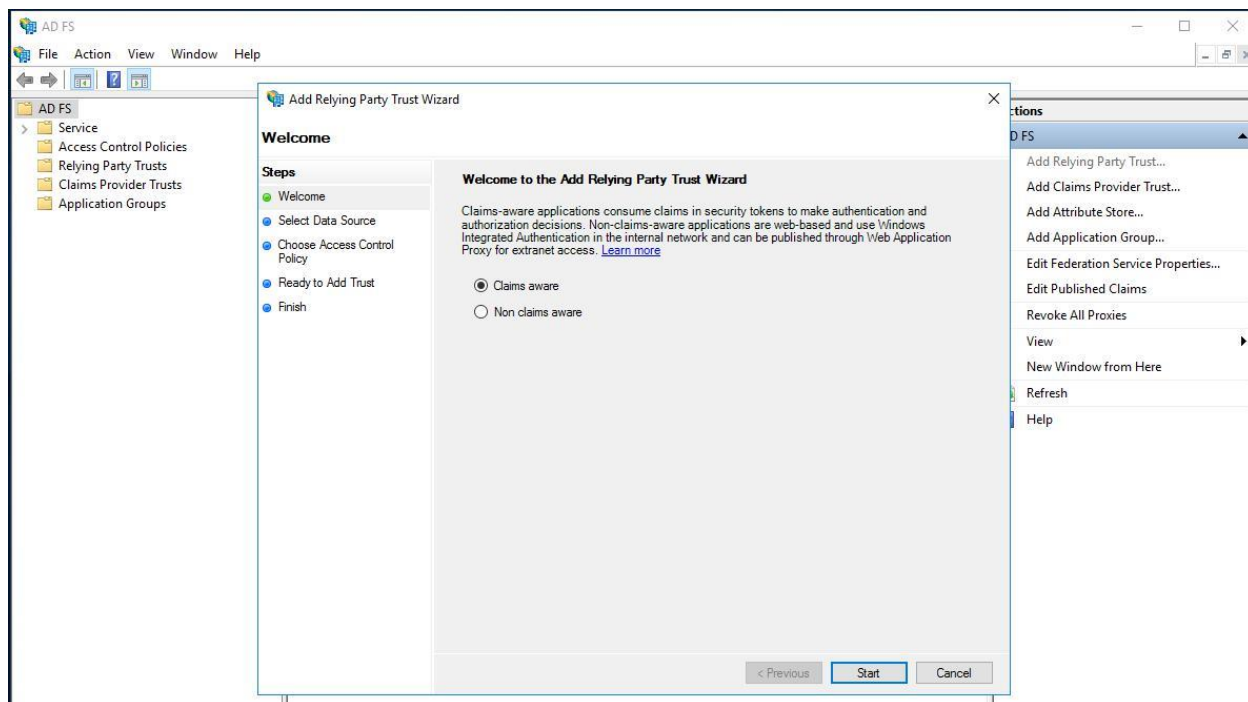 AD FS
File Action View Window Help
AD FS
Service
Access Control Policies
Relying Party Trusts
Claims Provider Trusts
Application Groups
Add Relying Party Trust Wizard
Welcome
Steps
Welcome
Select Data Source
Choose Access Control
Policy
Ready to Add Trust
Finish
Welcome to the Add Relying Party Trust Wizard
Claims-aware applications consume claims in security tokens to make authentication and
authorization decisions. Non-claims-aware applications are web-based and use Windows
Integrated Authentication in the internal network and can be published through Web Application
Proxy for extranet access. Learn more
Claims aware
Non claims aware
< Previous Start Cancel
ctions
D FS
Add Relying Party Trust...
Add Claims Provider Trust...
Add Attribute Store...
Add Application Group...
Edit Federation Service Properties...
Edit Published Claims
Revoke All Proxies
View
New Window from Here
Refresh
Help